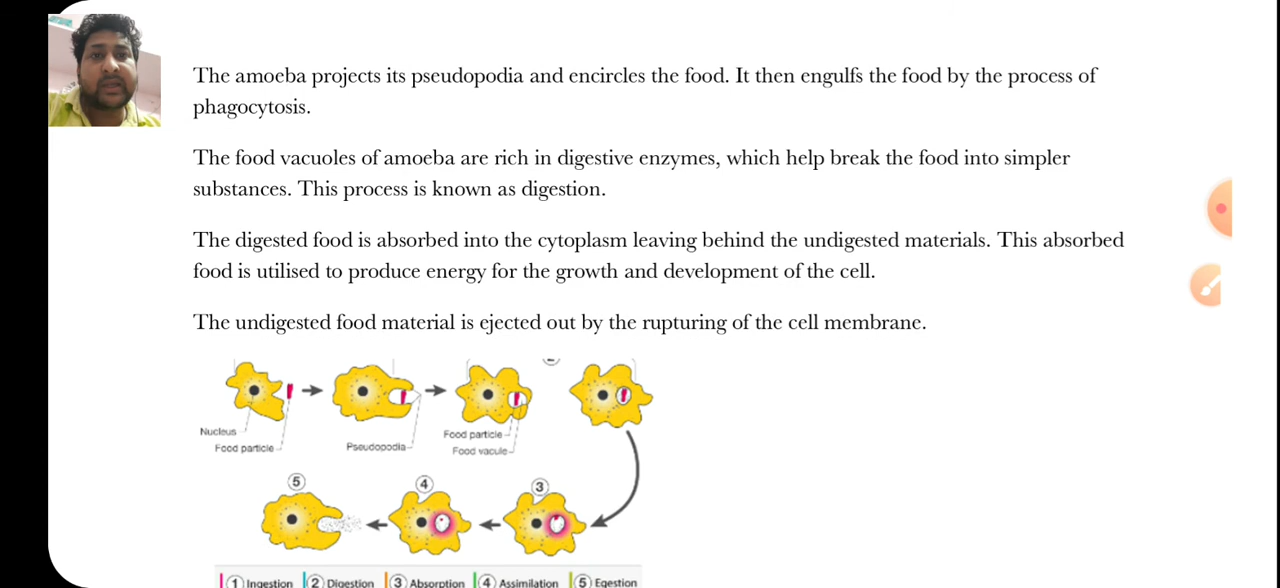 The amoeba projects its pseudopodia and encircles the food. It then engulfs the food by the process of
phagocytosis.
The food vacuoles of amoeba are rich in digestive enzymes, which help break the food into simpler
substances. This process is known as digestion.
The digested food is absorbed into the cytoplasm leaving behind the undigested materials. This absorbed
food is utilised to produce energy for the growth and development of the cell.
The undigested food material is ejected out by the rupturing of the cell membrane.
Nucleus
Food particle
Pseudopodia
Food particle
Food vacule
5
4
3
1 Ingestion 2 Digestion 3 Absorption 4 Assimilation 5 Egestion